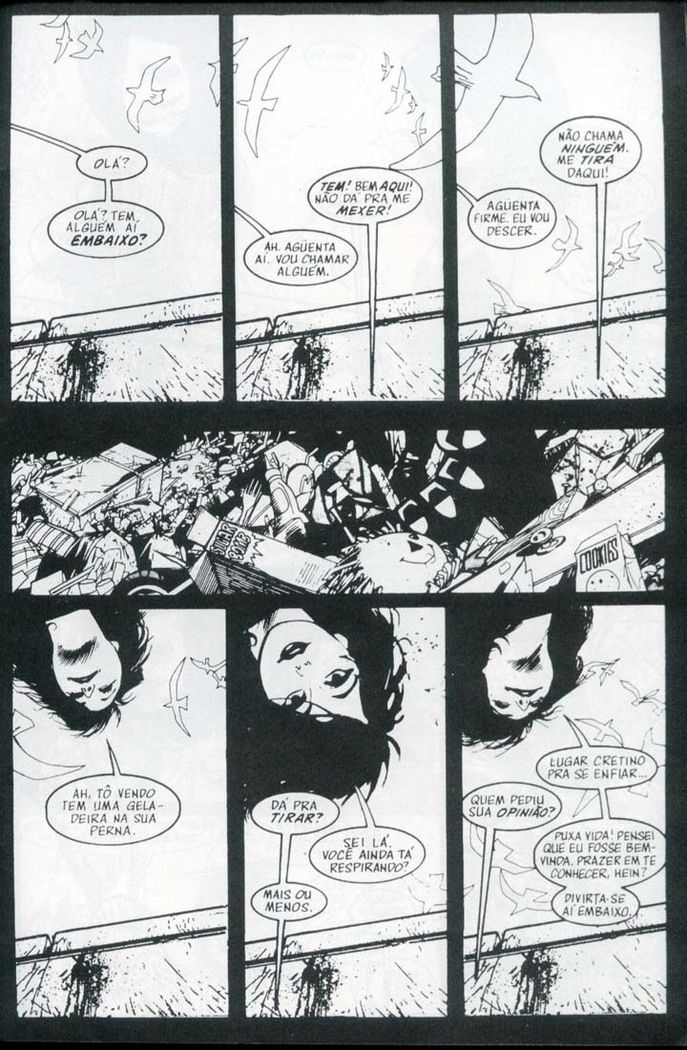 OLÁ?
OLÁ? TEM
ALGUÉM AÍ
EMBAIXO?
TEM! BEM AQUI!
NÃO DÁ PRA ME
MEXER!
AH. AGÜENTA
AÍ. VOU CHAMAR
ALGUÉM.
NÃO CHAMA
NINGUÉM.
ME TIRA
DAQUI!
AGÜENTA
FIRME. EU VOU
DESCER.
COOKIES
AH, TÔ VENDO
TEM UMA GELA-
DEIRA NA SUA
PERNA.
DÁ PRA
TIRAR?
SEI LÁ.
VOCÊ AINDA TÁ
RESPIRANDO?
MAIS OU
MENOS.
LUGAR CRETINO
PRA SE ENFIAR...
QUEM PEDIU
SUA OPINIÃO?
PUXA VIDA! PENSEI
QUE EU FOSSE BEM-
VINDA. PRAZER EM TE
CONHECER, HEIN?
DIVIRTA-SE
AÍ EMBAIXO.